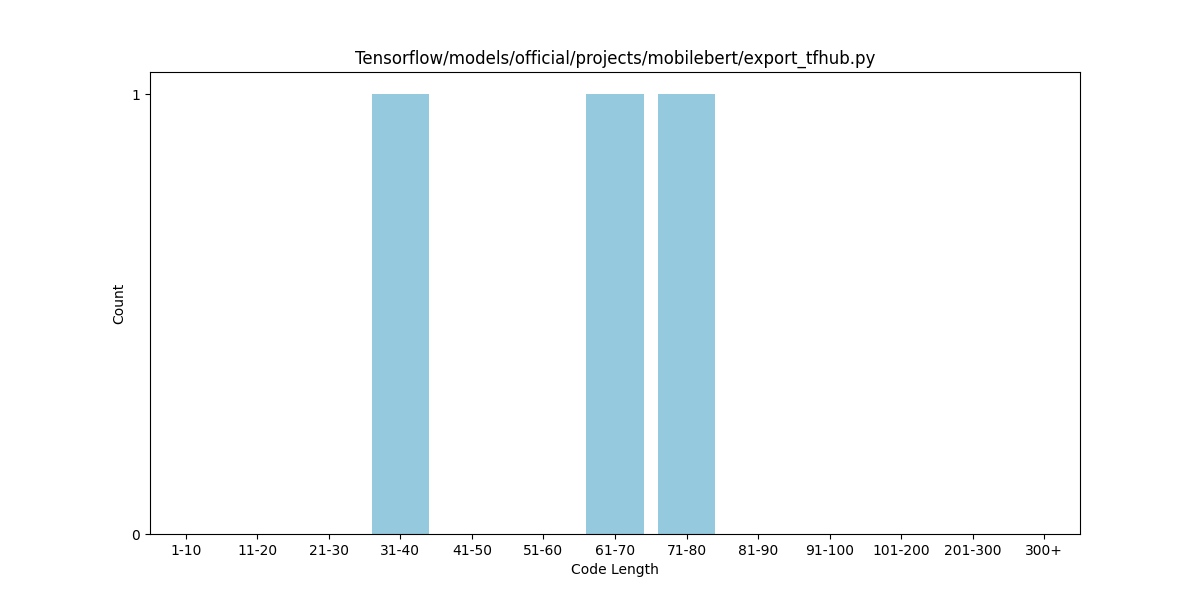 Tensorflow/models/official/projects/mobilebert/export_tfhub.py
1
Count
0
1-10 11-20 21-30 31-40 41-50 51-60 61-70 71-80 81-90 91-100 101-200 201-300 300+
Code Length